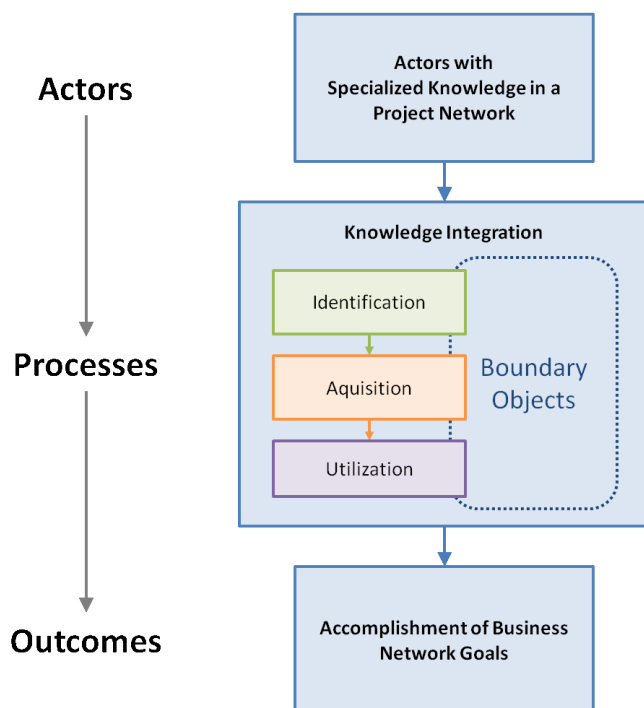 Actors
Actors with
Specialized Knowledge in a
Project Network
Processes
Knowledge Integration
Identification
Aquisition
Utilization
Boundary
Objects
Outcomes
Accomplishment of Business
Network Goals